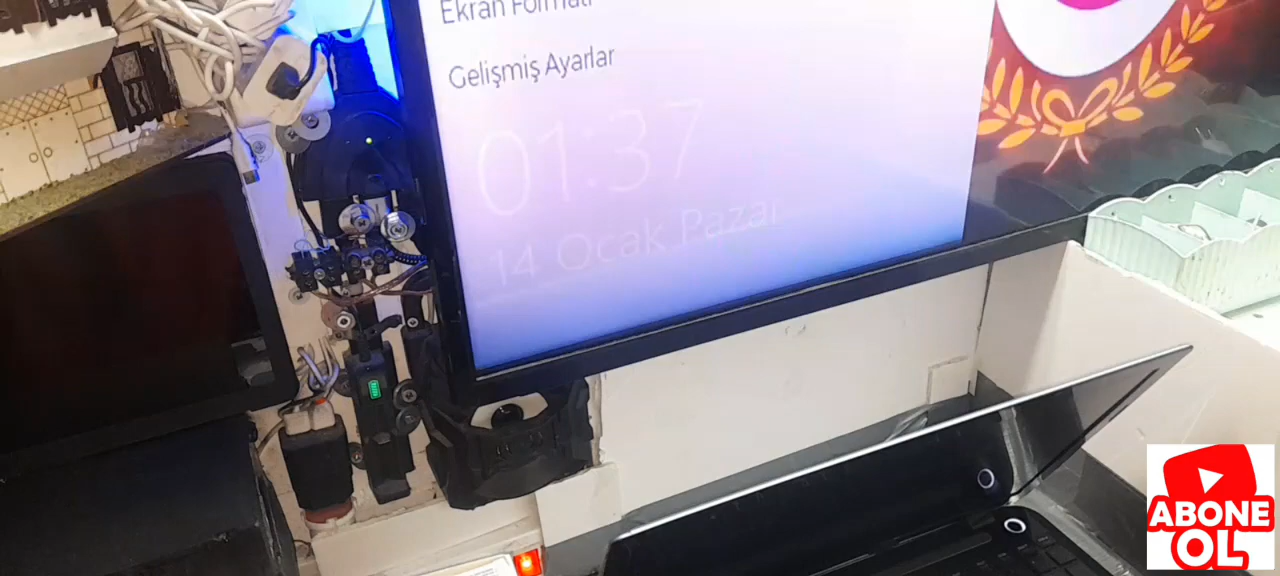 Ekran Formatı
Gelişmiş Ayarlar
01:37
14 Ocak Pazar
ABONE
OL